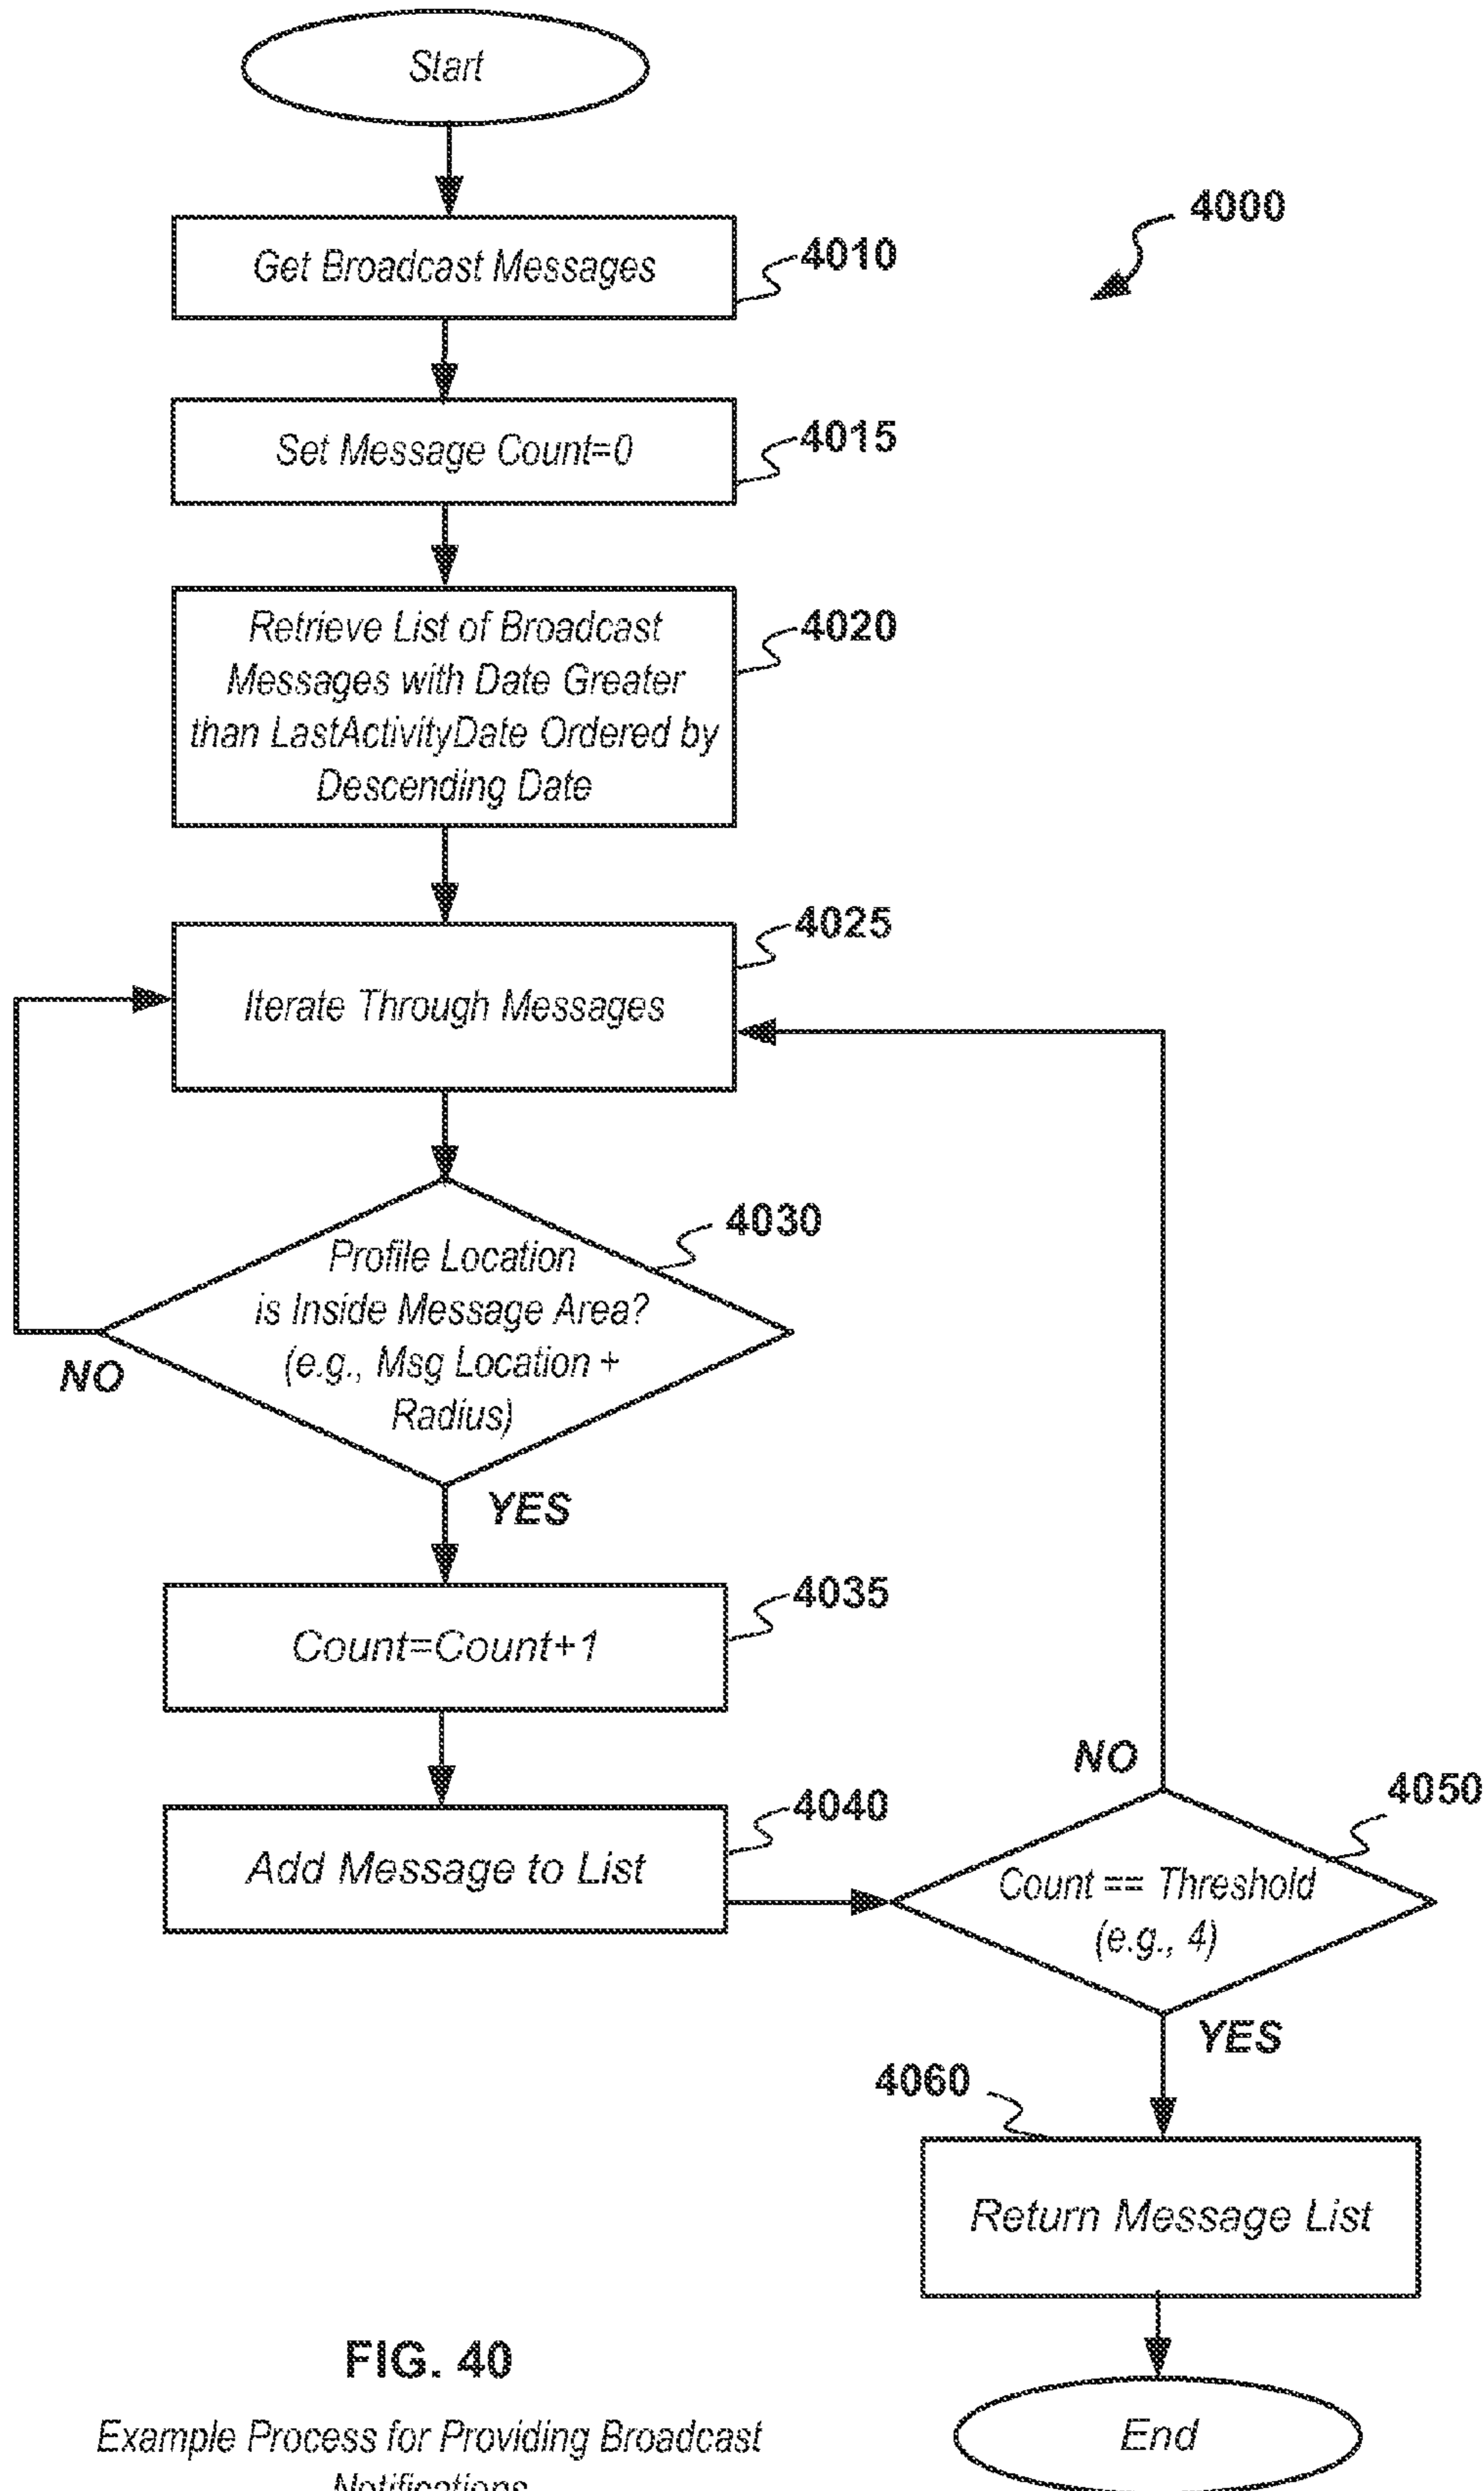 Start
4000
Get Broadcast Messages
4010
Set Message Count=0
4015
Retrieve List of Broadcast
Messages with Date Greater
than LastActivityDate Ordered by
Descending Date
4020
Iterate Through Messages
4025
Profile Location
is Inside Message Area?
(e.g., Msg Location +
Radius)
4030
NO
YES
Count=Count+1
4035
Add Message to List
4040
NO
Count == Threshold
(e.g., 4)
4050
YES
4060
Return Message List
End
FIG. 40
Example Process for Providing Broadcast
Notifications